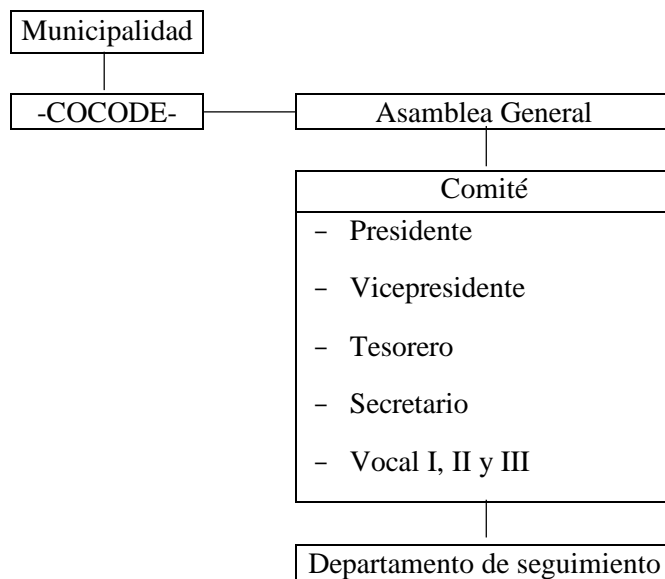 Municipalidad
-COCODE-
Asamblea General
Comité
- Presidente
- Vicepresidente
- Tesorero
- Secretario
- Vocal I, II y III
Departamento de seguimiento